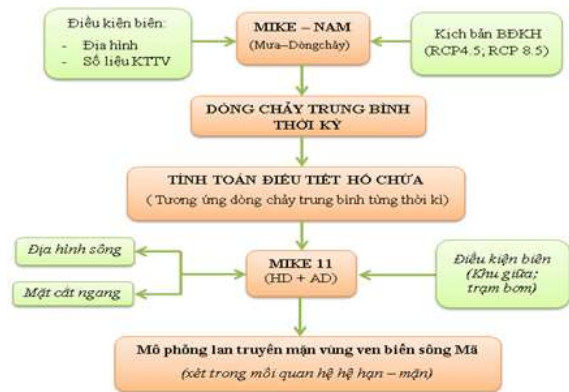 Điều kiện biên:
- Địa hình
- Số liệu KTTV
MIKE – NAM
(Mưa–Dòngchảy)
Kịch bản BĐKH
(RCP4.5; RCP 8.5)
DÒNG CHẢY TRUNG BÌNH
THỜI KỲ
TÍNH TOÁN ĐIỀU TIẾT HỒ CHỨA
( Tương ứng dòng chảy trung bình từng thời kì)
Địa hình sông
Mặt cắt ngang
MIKE 11
(HD + AD)
Điều kiện biên
(Khu giữa;
trạm bơm)
Mô phỏng lan truyền mặn vùng ven biển sông Mã
(xét trong mối quan hệ hệ hạn – mặn)